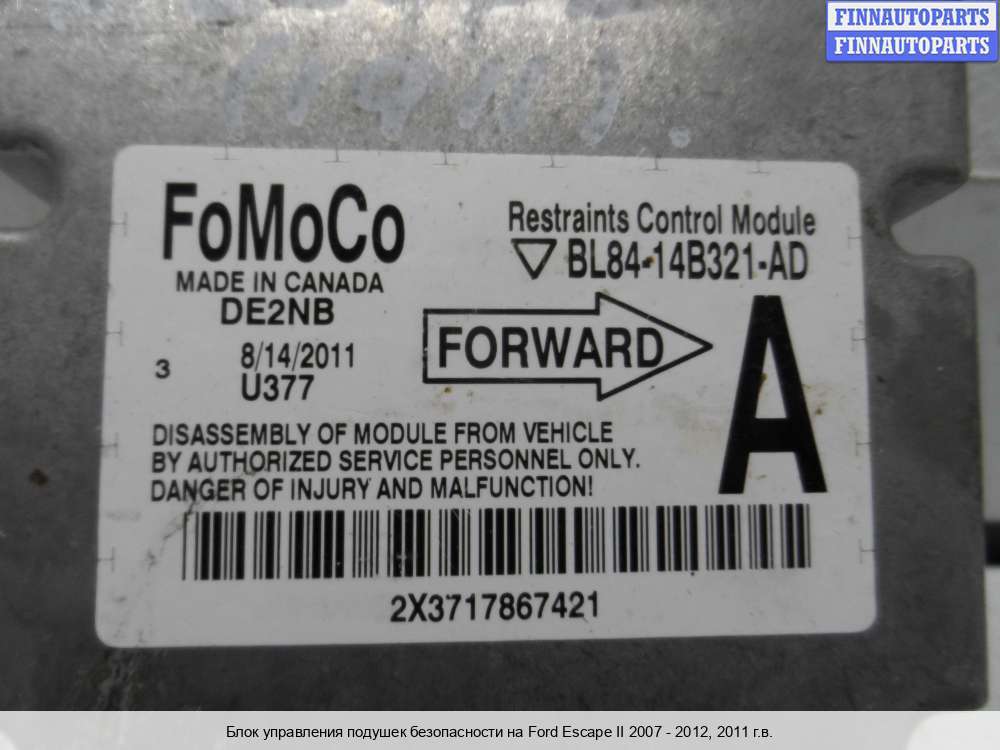 FINNAUTOPARTS
FINNAUTOPARTS
FoMoCo
MADE IN CANADA
DE2NB
3 8/14/2011
U377
Restraints Control Module
BL84-14B321-AD
FORWARD
A
DISASSEMBLY OF MODULE FROM VEHICLE
BY AUTHORIZED SERVICE PERSONNEL ONLY.
DANGER OF INJURY AND MALFUNCTION!
2X3717867421
Блок управления подушек безопасности на Ford Escape II 2007 - 2012, 2011 г.в.